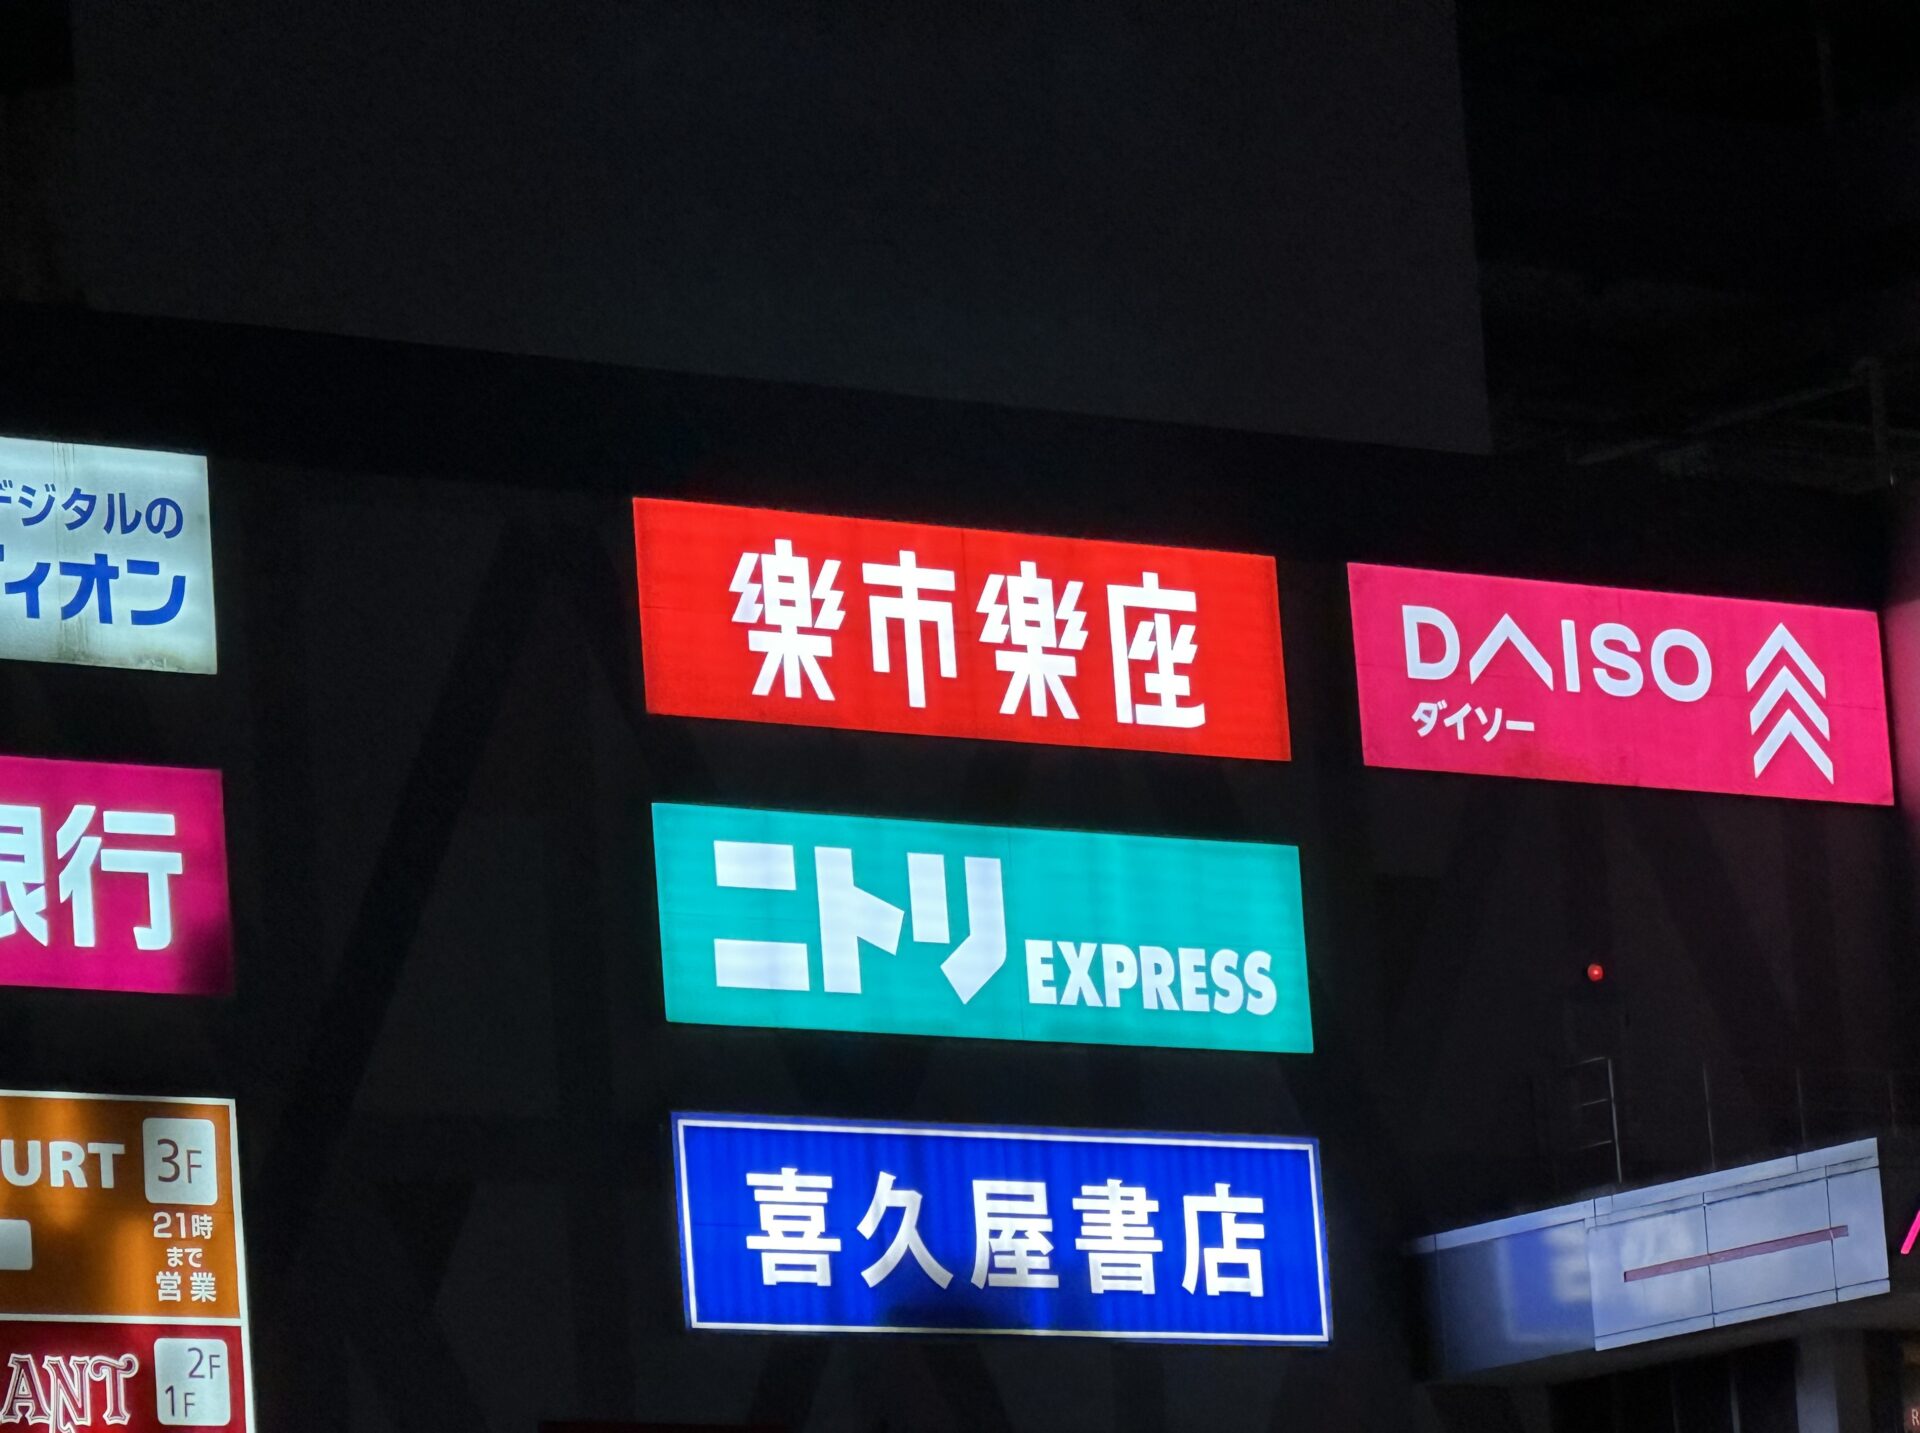 デジタルの
ディオン
銀行
URT 3F
21時
まで
営業
ANT 2F
1F
樂市樂座
ニトリ EXPRESS
喜久屋書店
DAISO
ダイソー